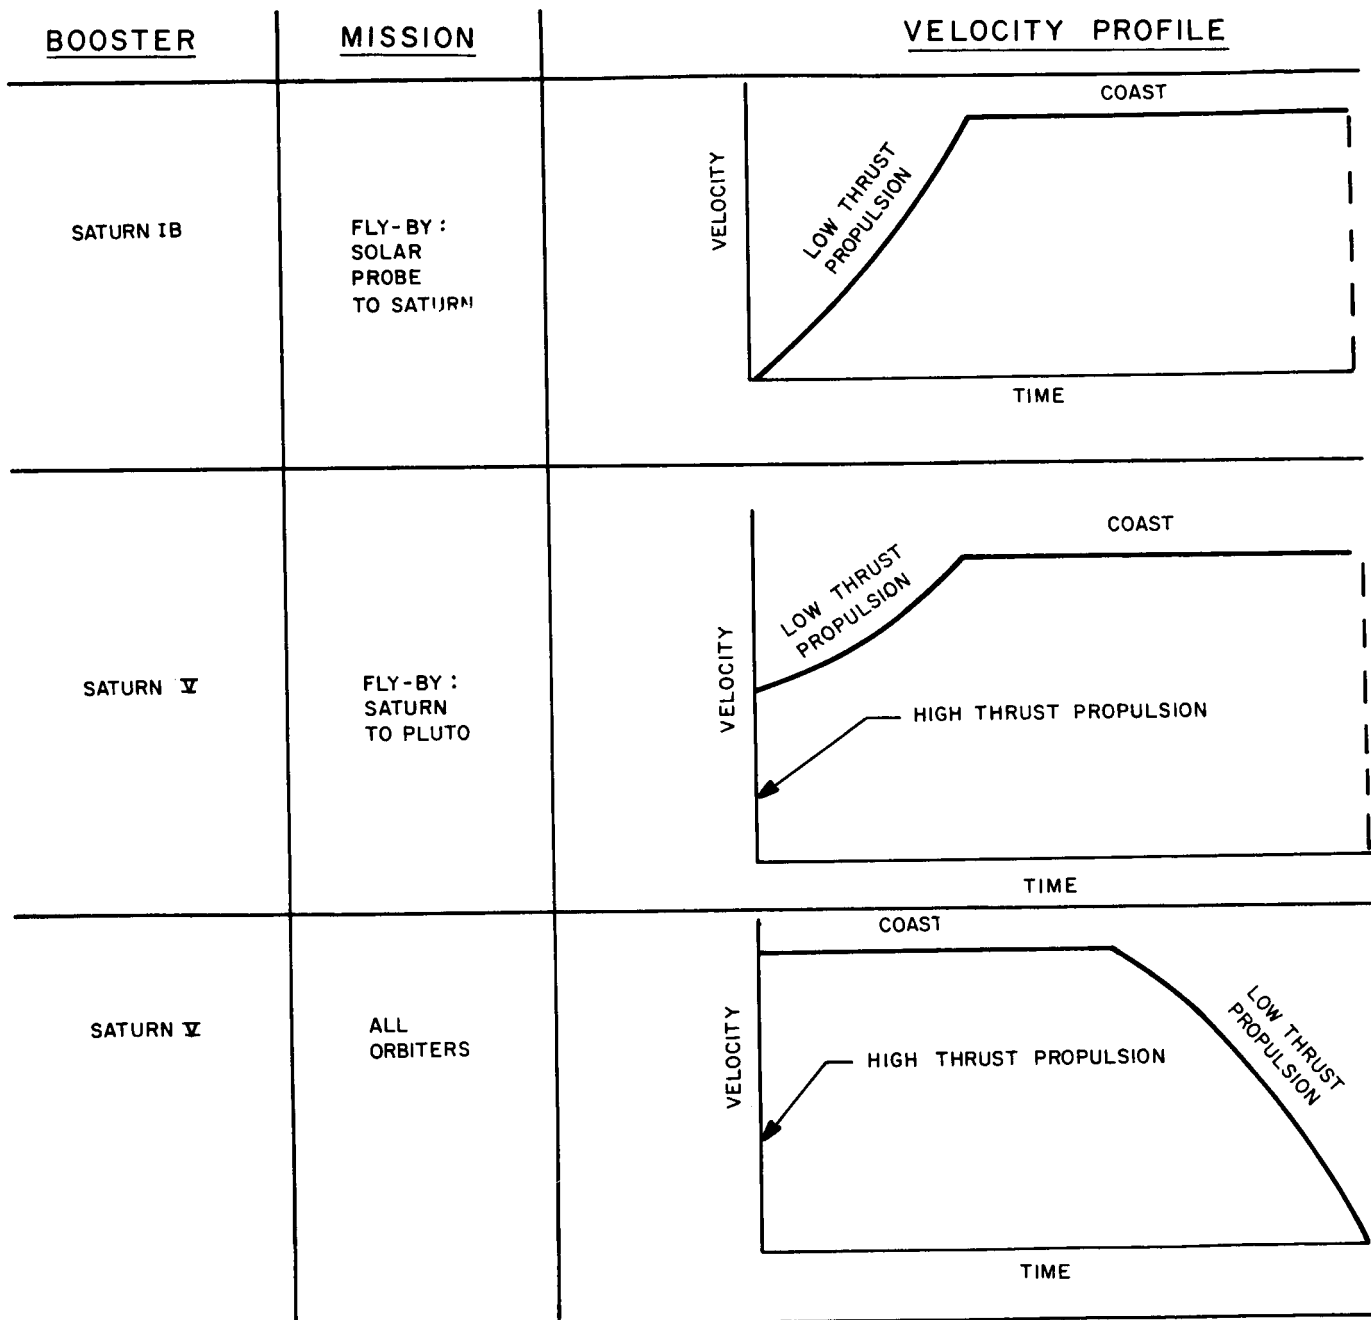 BOOSTER
MISSION
VELOCITY PROFILE
SATURN IB
FLY-BY:
SOLAR
PROBE
TO SATURN
VELOCITY
LOW THRUST
PROPULSION
COAST
TIME
SATURN V
FLY-BY:
SATURN
TO PLUTO
VELOCITY
LOW THRUST
PROPULSION
COAST
HIGH THRUST PROPULSION
TIME
SATURN V
ALL
ORBITERS
VELOCITY
COAST
HIGH THRUST PROPULSION
LOW THRUST
PROPULSION
TIME